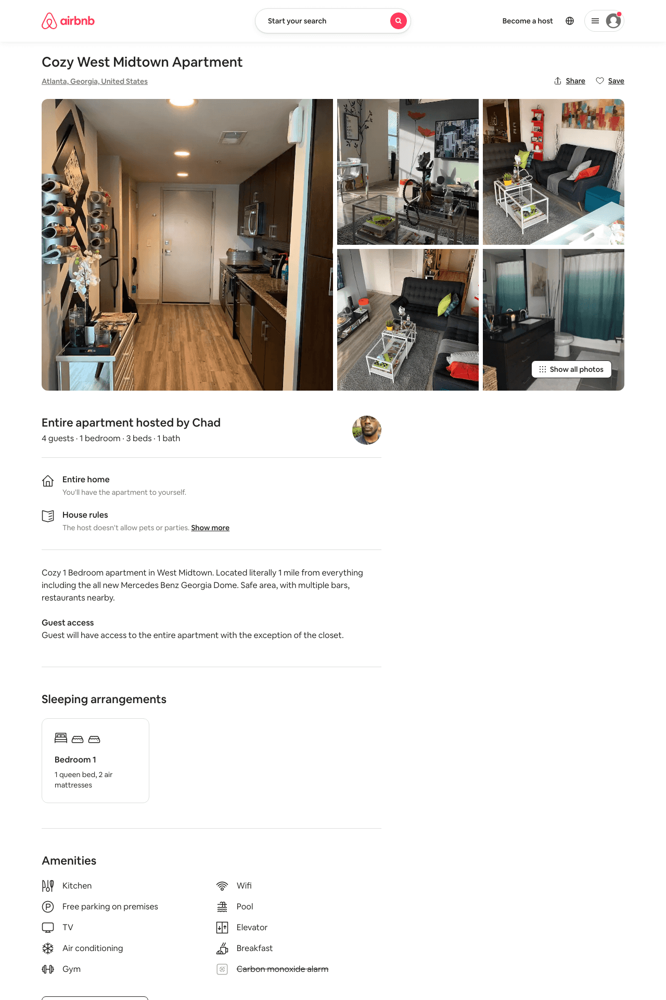 airbnb
Start your search
Become a host
Cozy West Midtown Apartment
Atlanta, Georgia, United States
Share
Save
Show all photos
Entire apartment hosted by Chad
4 guests · 1 bedroom · 3 beds · 1 bath
Entire home
You’ll have the apartment to yourself.
House rules
The host doesn’t allow pets or parties. Show more
Cozy 1 Bedroom apartment in West Midtown. Located literally 1 mile from everything
including the all new Mercedes Benz Georgia Dome. Safe area, with multiple bars,
restaurants nearby.
Guest access
Guest will have access to the entire apartment with the exception of the closet.
Sleeping arrangements
Bedroom 1
1 queen bed, 2 air
mattresses
Amenities
Kitchen
Wifi
Free parking on premises
Pool
TV
Elevator
Air conditioning
Breakfast
Gym
Carbon monoxide alarm